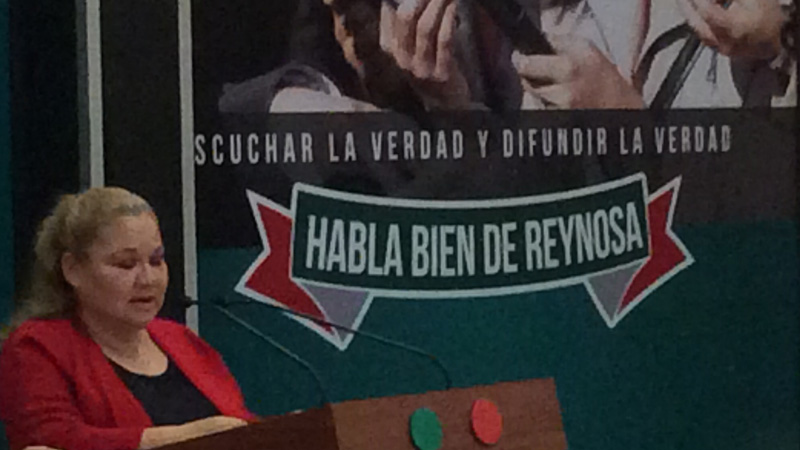 SCUCHAR LA VERDAD Y DIFUNDIR LA VERDAD
HABLA BIEN DE REYNOSA